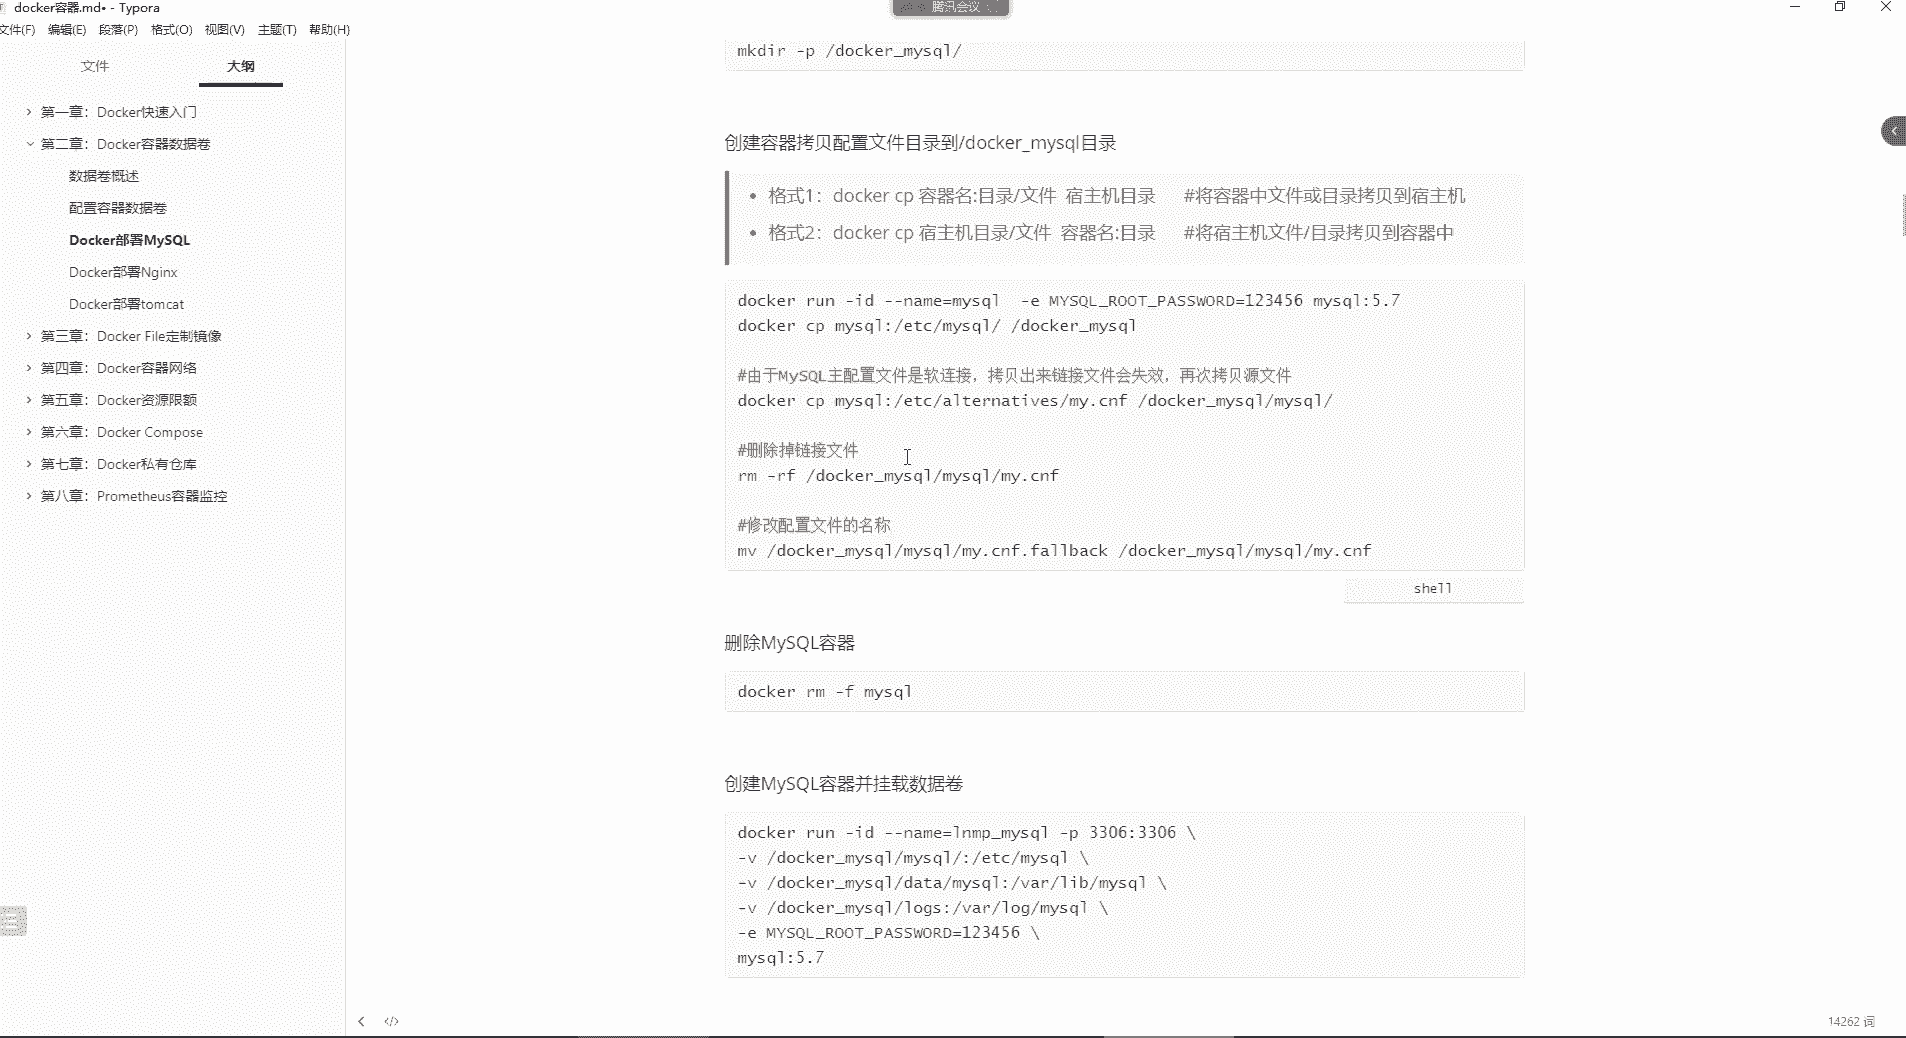 docker容器.md• - Typora
腾讯会议
文件(F) 编辑(E) 段落(P) 格式(O) 视图(V) 主题(T) 帮助(H)
文件 大纲
第一章：Docker快速入门
第二章：Docker容器数据卷
数据卷概述
配置容器数据卷
Docker部署MySQL
Docker部署Nginx
Docker部署tomcat
第三章：Docker File定制镜像
第四章：Docker容器网络
第五章：Docker资源限额
第六章：Docker Compose
第七章：Docker私有仓库
第八章：Prometheus容器监控
mkdir -p /docker_mysql/
创建容器拷贝配置文件目录到/docker_mysql目录
• 格式1：docker cp 容器名:目录/文件 宿主机目录 #将容器中文件或目录拷贝到宿主机
• 格式2：docker cp 宿主机目录/文件 容器名:目录 #将宿主机文件/目录拷贝到容器中
docker run -id --name=mysql -e MYSQL_ROOT_PASSWORD=123456 mysql:5.7
docker cp mysql:/etc/mysql/ /docker_mysql
#由于MySQL主配置文件是软连接，拷贝出来链接文件会失效，再次拷贝源文件
docker cp mysql:/etc/alternatives/my.cnf /docker_mysql/mysql/
#删除掉链接文件
rm -rf /docker_mysql/mysql/my.cnf
#修改配置文件的名称
mv /docker_mysql/mysql/my.cnf.fallback /docker_mysql/mysql/my.cnf
shell
删除MySQL容器
docker rm -f mysql
创建MySQL容器并挂载数据卷
docker run -id --name=lnmp_mysql -p 3306:3306 \
-v /docker_mysql/mysql/:/etc/mysql \
-v /docker_mysql/data/mysql:/var/lib/mysql \
-v /docker_mysql/logs:/var/log/mysql \
-e MYSQL_ROOT_PASSWORD=123456 \
mysql:5.7
14262 词